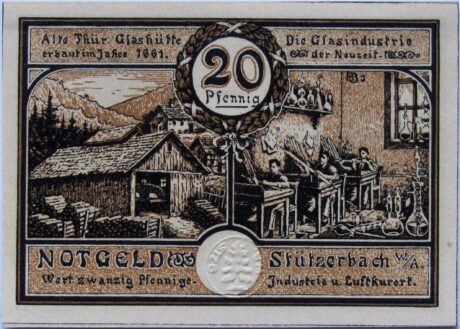 Alte Thür. Glashütte
erbaut im Jahre 1661.
20
Pfennig
Die Glasindustrie
der Neuzeit.
NOTGELD
Wert zwanzig Pfennige.
Stützerbach W/A.
Industrie u. Luftkurort.